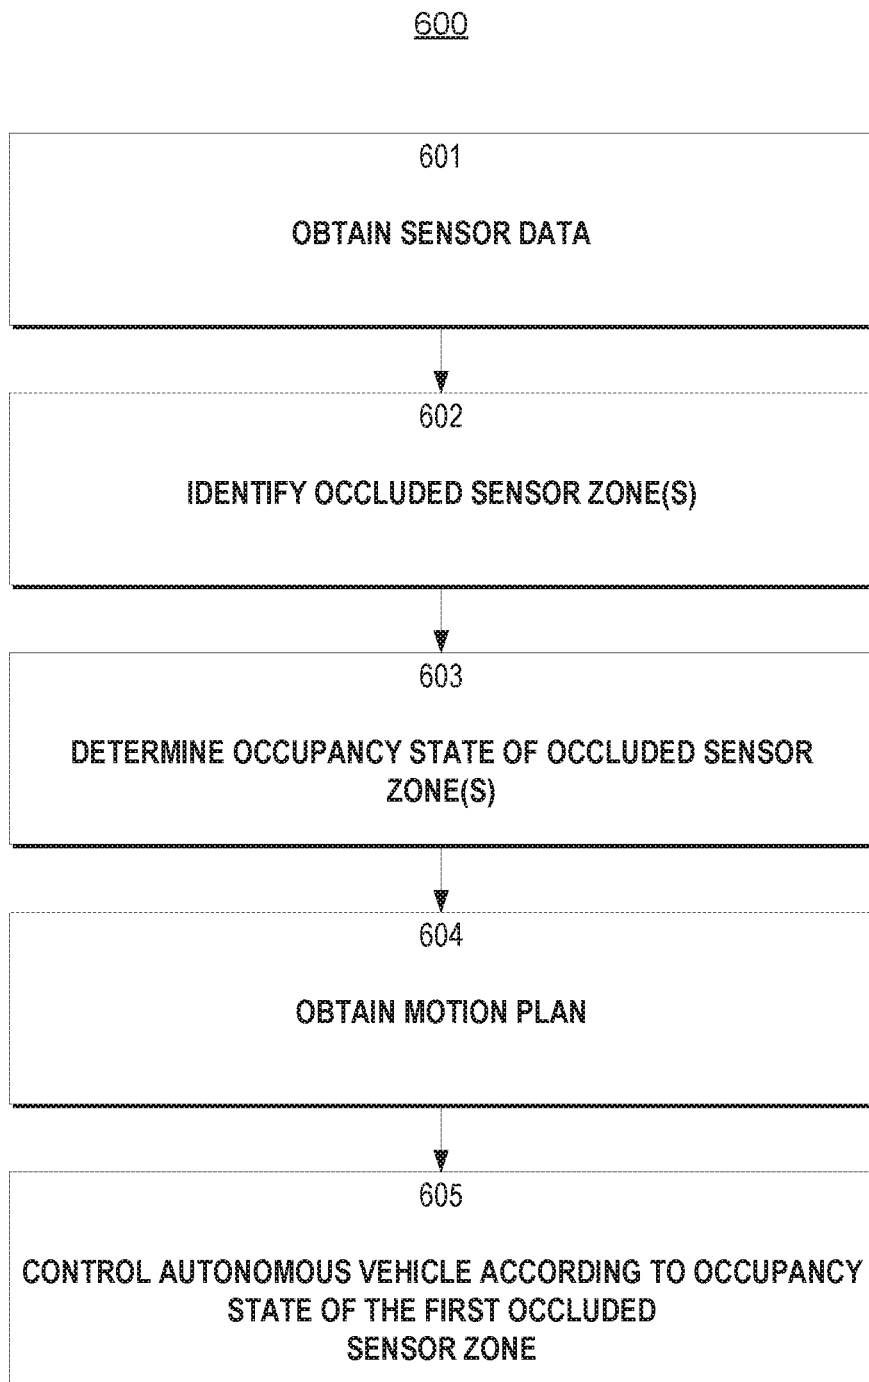 600
601
OBTAIN SENSOR DATA
602
IDENTIFY OCCLUDED SENSOR ZONE(S)
603
DETERMINE OCCUPANCY STATE OF OCCLUDED SENSOR
ZONE(S)
604
OBTAIN MOTION PLAN
605
CONTROL AUTONOMOUS VEHICLE ACCORDING TO OCCUPANCY
STATE OF THE FIRST OCCLUDED
SENSOR ZONE